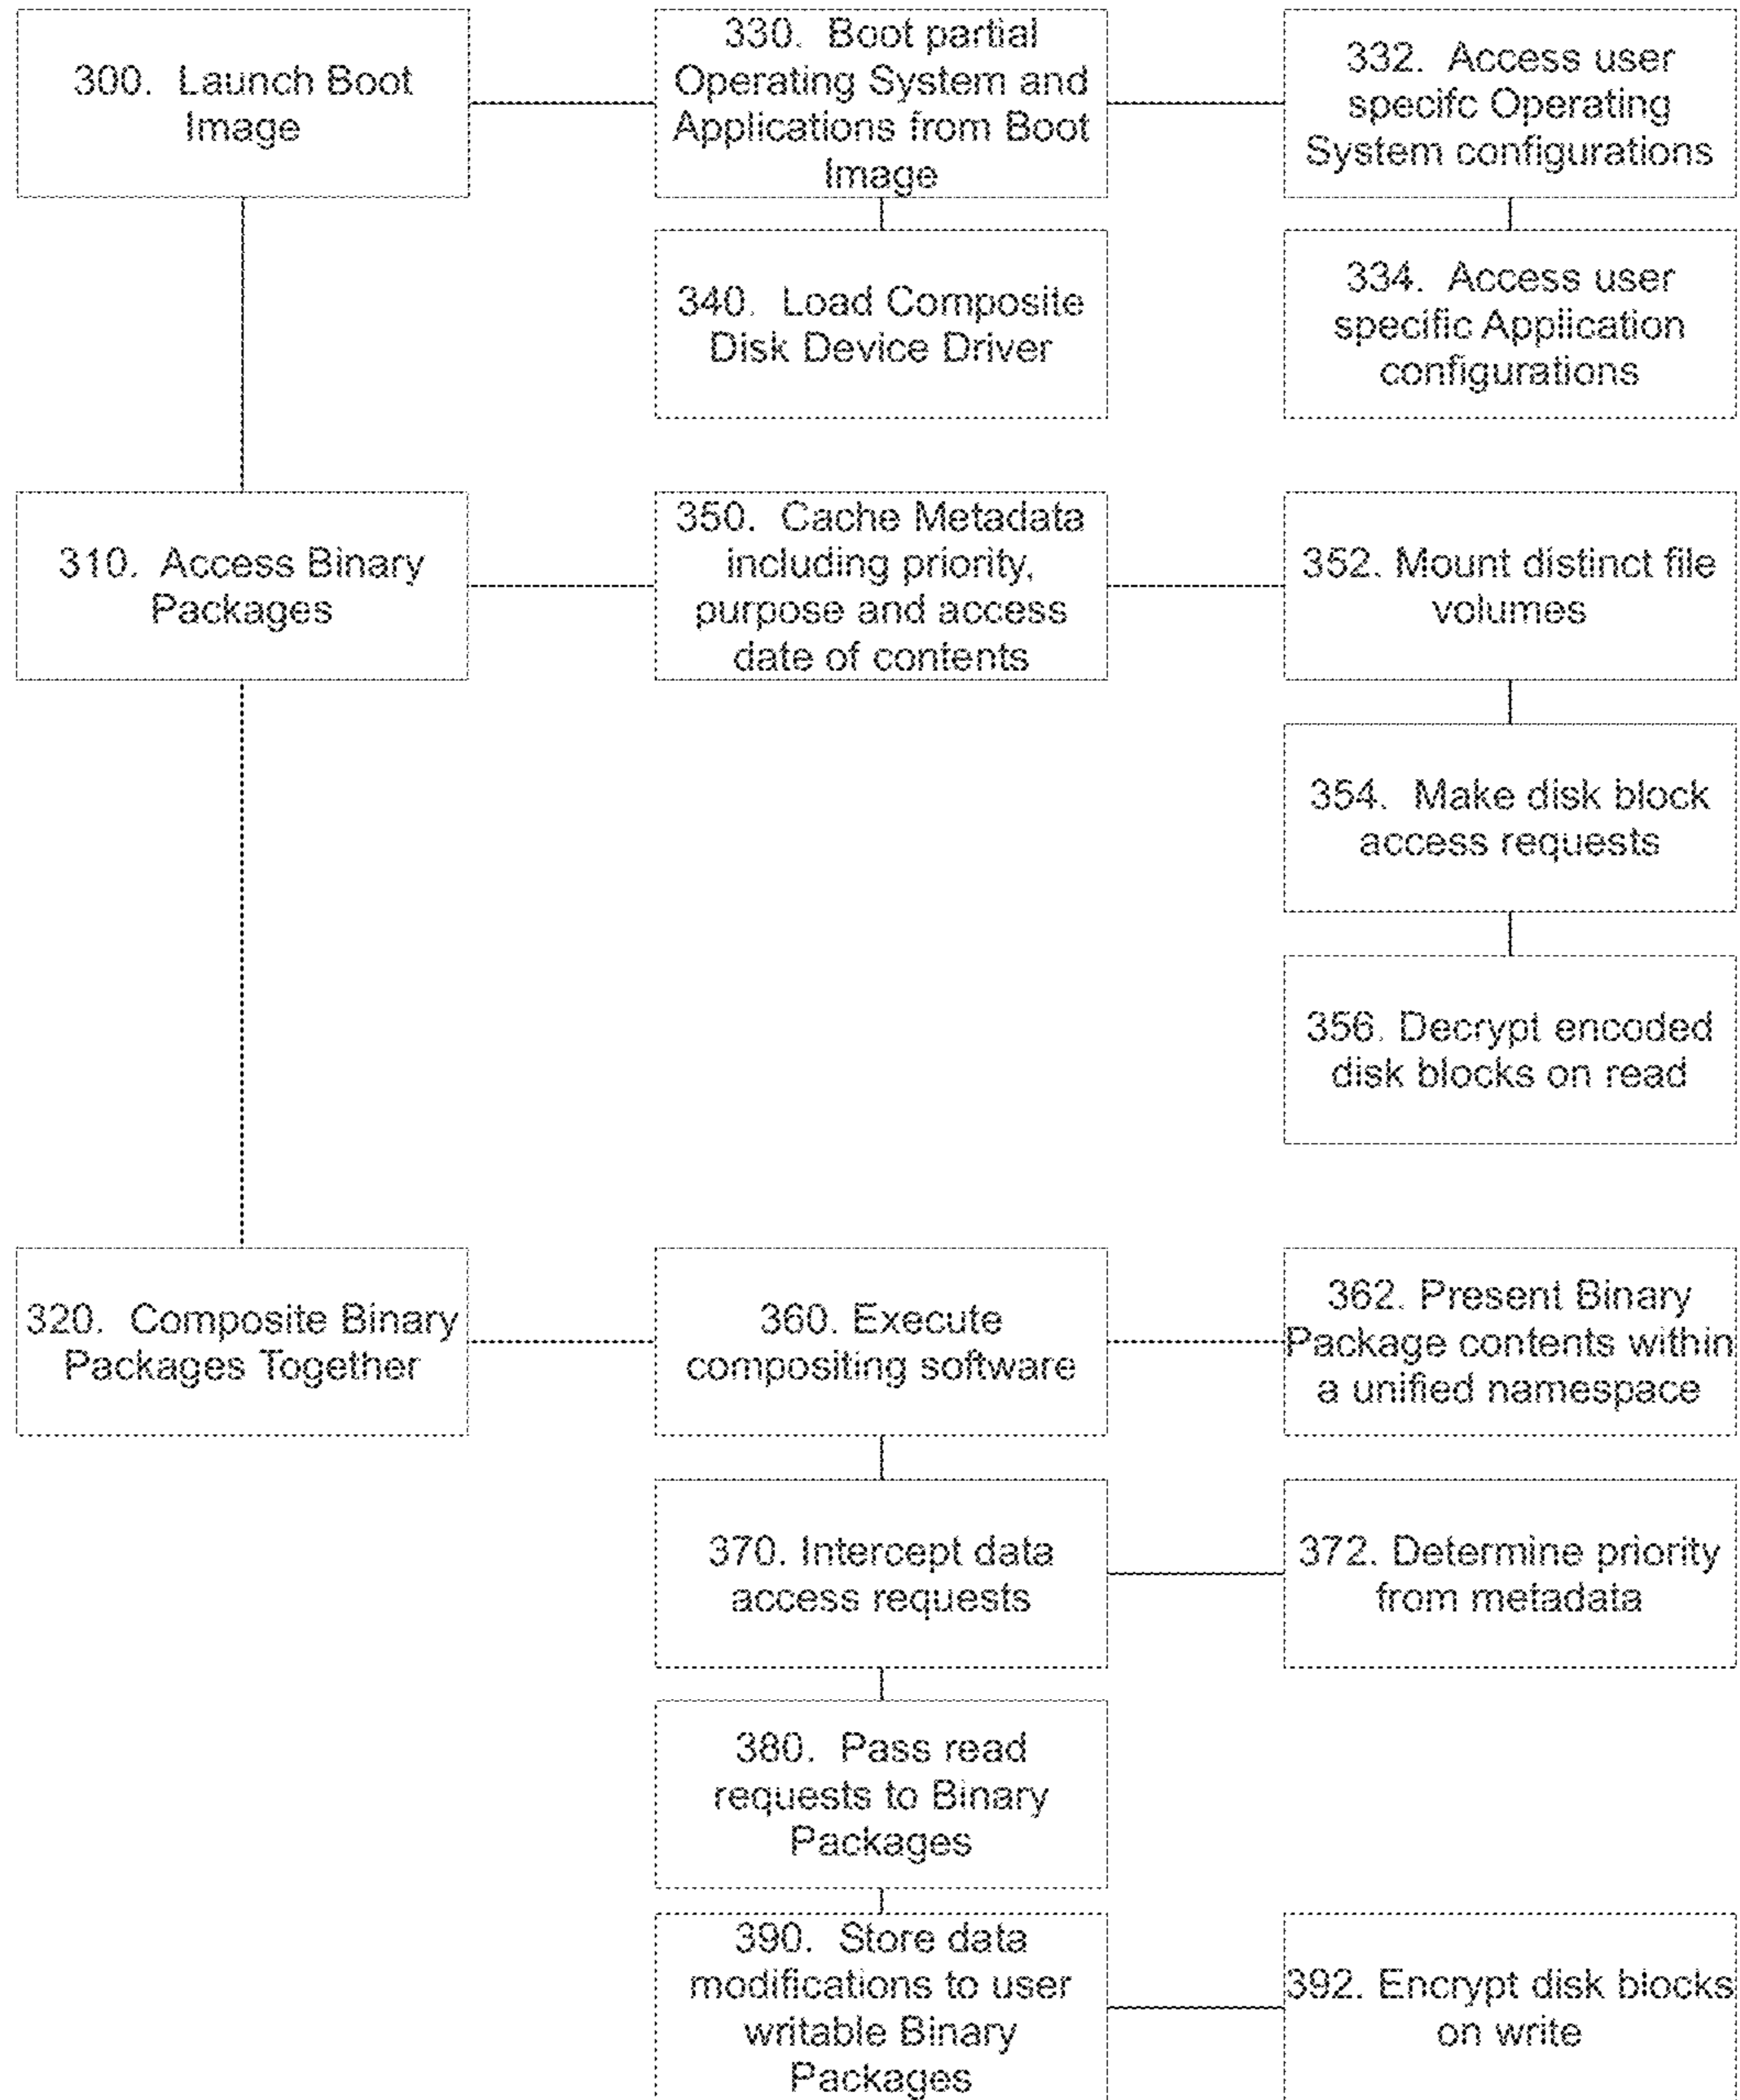 300. Launch Boot
Image
330. Boot partial
Operating System and
Applications from Boot
Image
332. Access user
specifc Operating
System configurations
340. Load Composite
Disk Device Driver
334. Access user
specific Application
configurations
310. Access Binary
Packages
350. Cache Metadata
including priority,
purpose and access
date of contents
352. Mount distinct file
volumes
354. Make disk block
access requests
356. Decrypt encoded
disk blocks on read
320. Composite Binary
Packages Together
360. Execute
compositing software
362. Present Binary
Package contents within
a unified namespace
370. Intercept data
access requests
372. Determine priority
from metadata
380. Pass read
requests to Binary
Packages
390. Store data
modifications to user
writable Binary
Packages
392. Encrypt disk blocks
on write